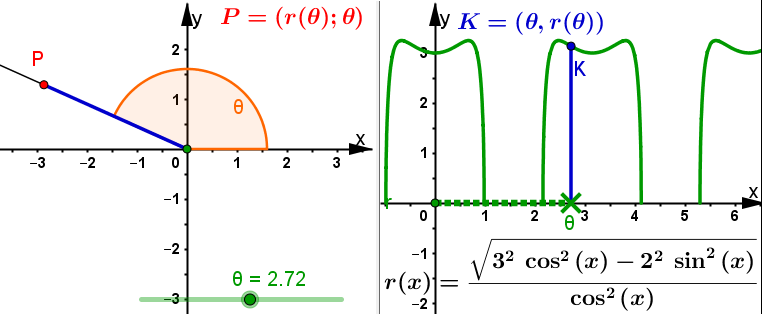 y
P = (r(θ); θ)
P
2
1
θ
x
−3 −2 −1 0 1 2 3
−1
−2
θ = 2.72
−3
y
K = (θ, r(θ))
3
K
2
1
x
0 1 2 3 4 5 6
θ
−1
r(x) = √(3² cos² (x) − 2² sin² (x)) / cos² (x)
−2